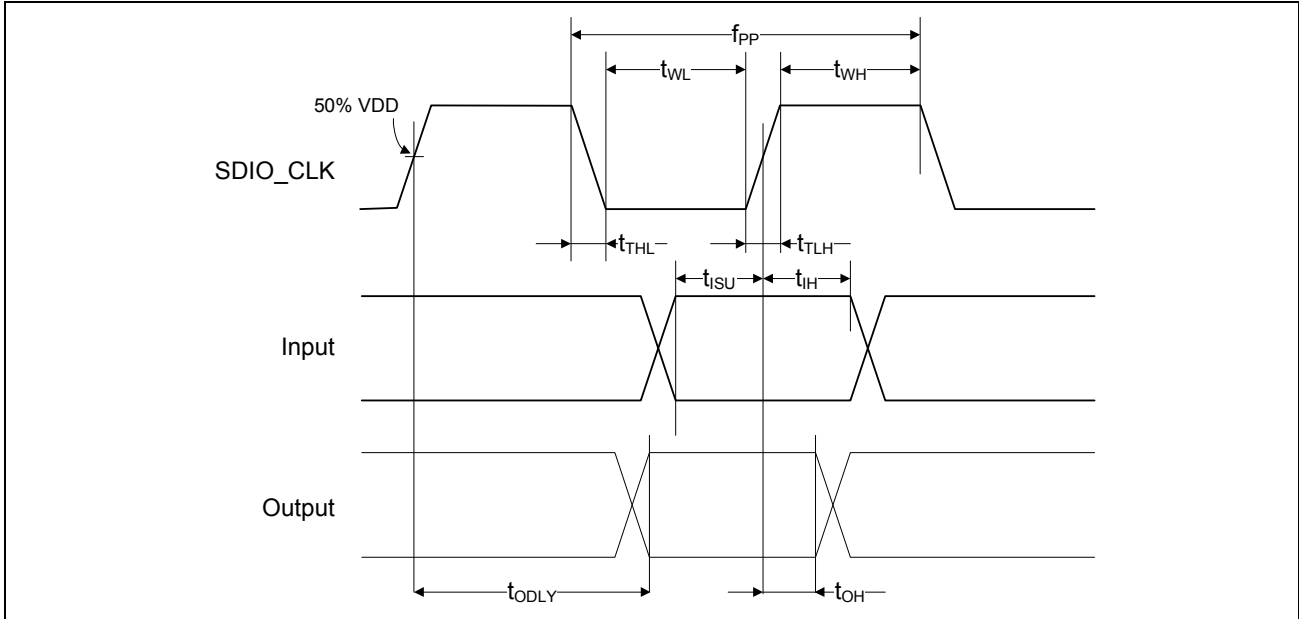 fPP
tWL
tWH
50% VDD
SDIO_CLK
tTHL
tTLH
tISU
tIH
Input
Output
tODLY
tOH